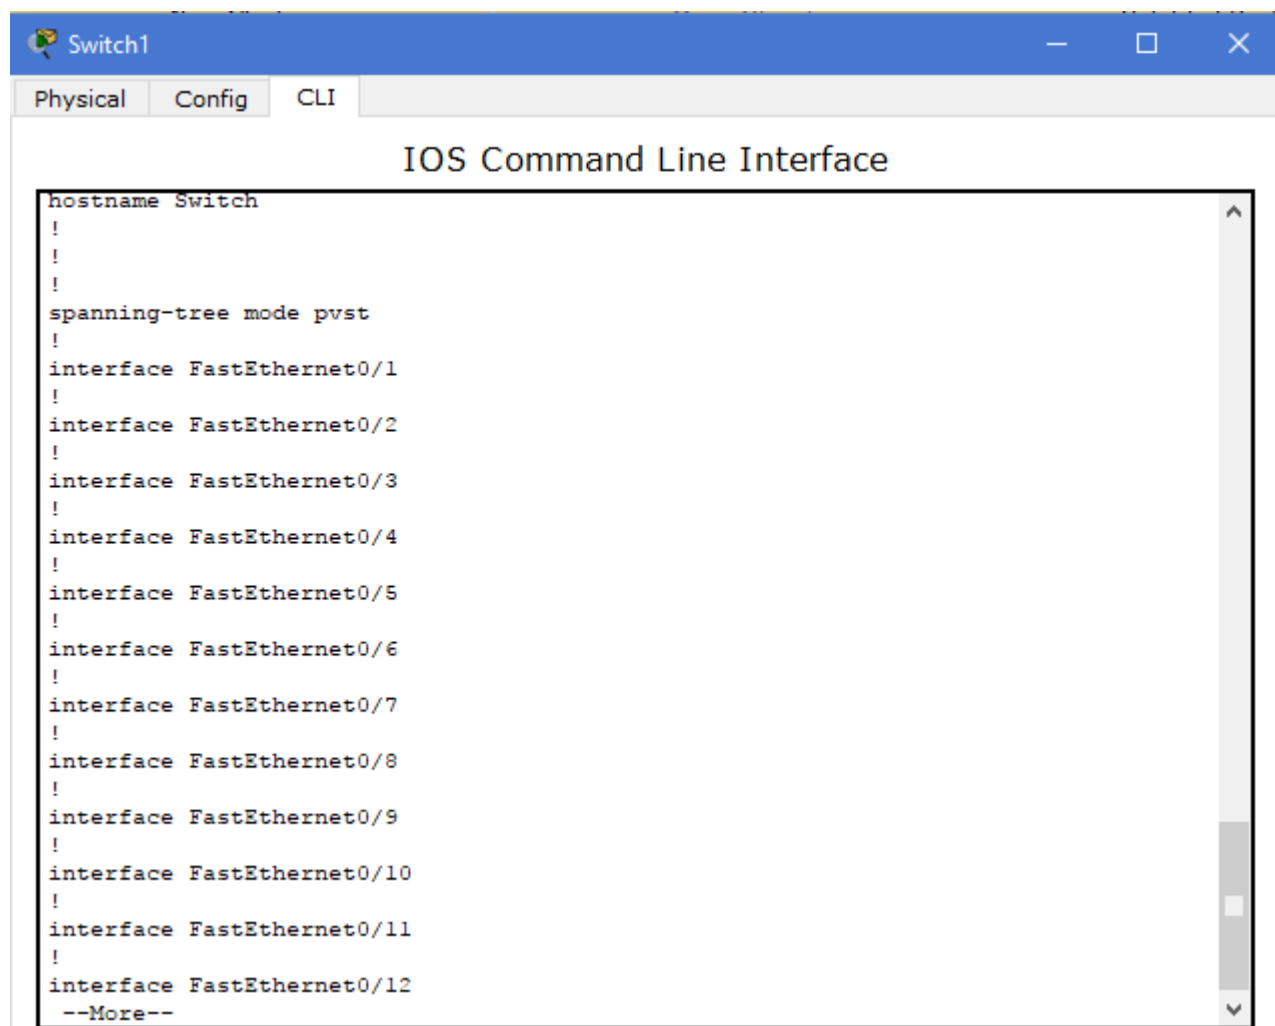 Switch1
Physical Config CLI
IOS Command Line Interface
hostname Switch
!
!
!
spanning-tree mode pvst
!
interface FastEthernet0/1
!
interface FastEthernet0/2
!
interface FastEthernet0/3
!
interface FastEthernet0/4
!
interface FastEthernet0/5
!
interface FastEthernet0/6
!
interface FastEthernet0/7
!
interface FastEthernet0/8
!
interface FastEthernet0/9
!
interface FastEthernet0/10
!
interface FastEthernet0/11
!
interface FastEthernet0/12
--More--